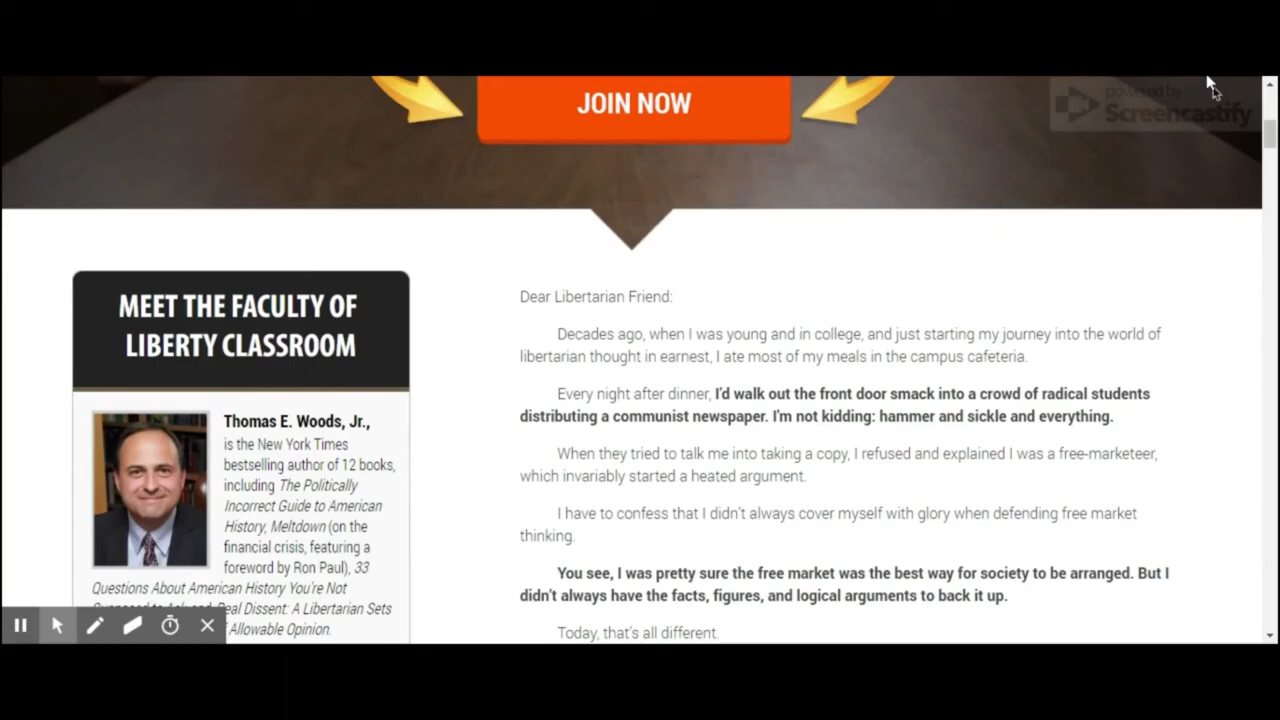 JOIN NOW
powered by
Screencastify
MEET THE FACULTY OF
LIBERTY CLASSROOM
Thomas E. Woods, Jr.,
is the New York Times
bestselling author of 12 books,
including The Politically
Incorrect Guide to American
History, Meltdown (on the
financial crisis, featuring a
foreword by Ron Paul), 33
Questions About American History You're Not
Real Dissent: A Libertarian Sets
Allowable Opinion.
Dear Libertarian Friend:
Decades ago, when I was young and in college, and just starting my journey into the world of
libertarian thought in earnest, I ate most of my meals in the campus cafeteria.
Every night after dinner, I'd walk out the front door smack into a crowd of radical students
distributing a communist newspaper. I'm not kidding: hammer and sickle and everything.
When they tried to talk me into taking a copy, I refused and explained I was a free-marketeer,
which invariably started a heated argument.
I have to confess that I didn't always cover myself with glory when defending free market
thinking.
You see, I was pretty sure the free market was the best way for society to be arranged. But I
didn't always have the facts, figures, and logical arguments to back it up.
Today, that's all different.